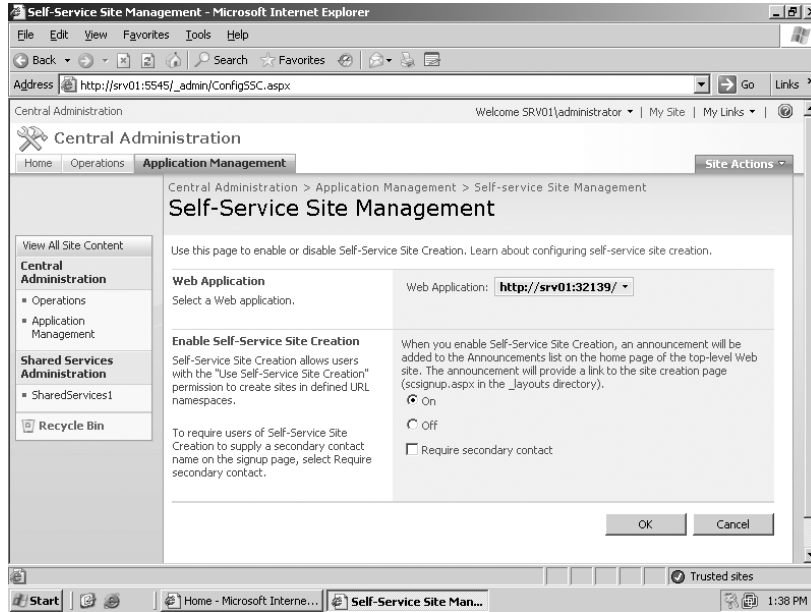 Self-Service Site Management - Microsoft Internet Explorer
File Edit View Favorites Tools Help
Back Search Favorites
Address http://srv01:5545/_admin/ConfigSSC.aspx Go Links
Central Administration Welcome SRV01\administrator | My Site | My Links |
Central Administration
Home Operations Application Management Site Actions
Central Administration > Application Management > Self-service Site Management
Self-Service Site Management
Use this page to enable or disable Self-Service Site Creation. Learn about configuring self-service site creation.
View All Site Content
Central
Administration
Operations
Application
Management
Shared Services
Administration
SharedServices1
Recycle Bin
Web Application
Select a Web application.
Web Application: http://srv01:32139/
Enable Self-Service Site Creation
Self-Service Site Creation allows users
with the "Use Self-Service Site Creation"
permission to create sites in defined URL
namespaces.
To require users of Self-Service Site
Creation to supply a secondary contact
name on the signup page, select Require
secondary contact.
When you enable Self-Service Site Creation, an announcement will be
added to the Announcements list on the home page of the top-level Web
site. The announcement will provide a link to the site creation page
(scsignup.aspx in the _layouts directory).
On
Off
Require secondary contact
OK Cancel
Trusted sites
Start Home - Microsoft Interne... Self-Service Site Man... 1:38 PM